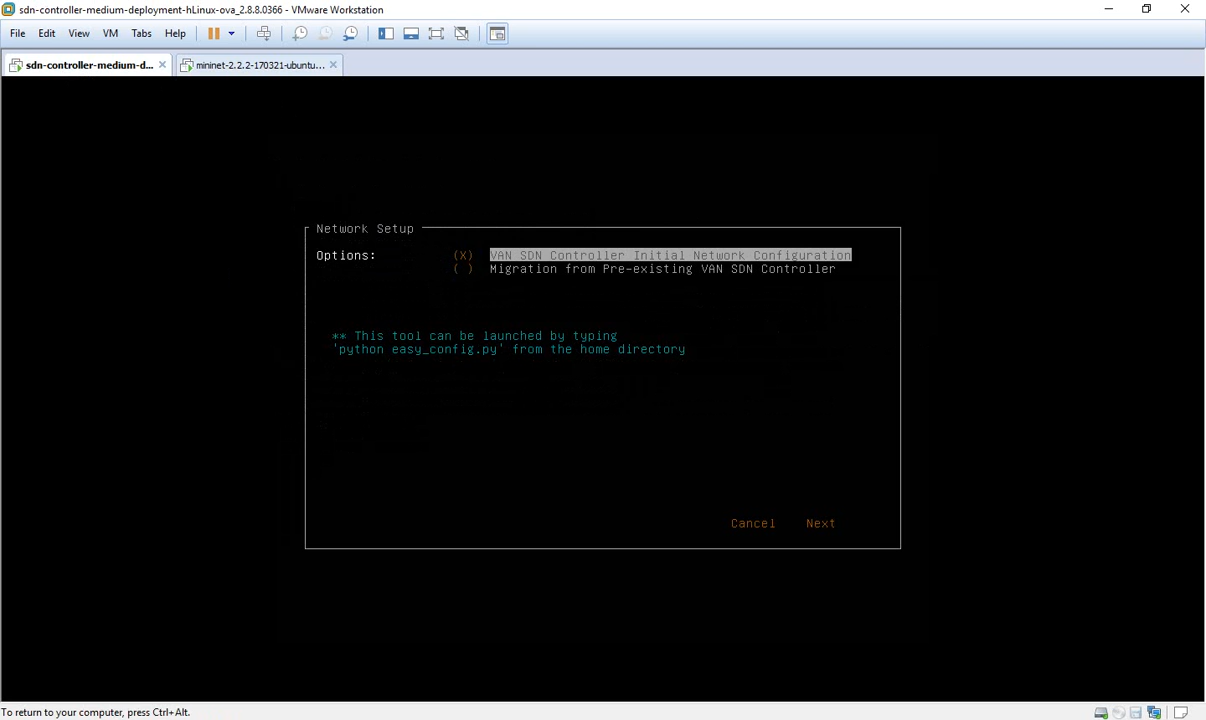 sdn-controller-medium-deployment-hLinux-ova_2.8.8.0366 - VMware Workstation
File Edit View VM Tabs Help
sdn-controller-medium-d... mininet-2.2.2-170321-ubuntu...
Network Setup
Options: (X) VAN SDN Controller Initial Network Configuration
( ) Migration from Pre-existing VAN SDN Controller
** This tool can be launched by typing
'python easy_config.py' from the home directory
Cancel Next
To return to your computer, press Ctrl+Alt.